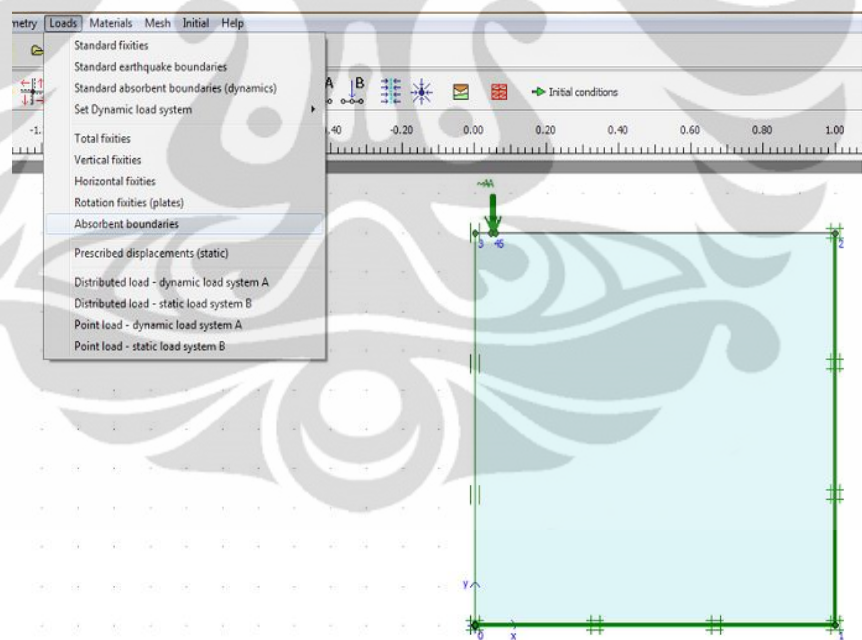 metry Loads Materials Mesh Initial Help
Standard fixities
Standard earthquake boundaries
Standard absorbent boundaries (dynamics)
Set Dynamic load system
Total fixities
Vertical fixities
Horizontal fixities
Rotation fixities (plates)
Absorbent boundaries
Prescribed displacements (static)
Distributed load - dynamic load system A
Distributed load - static load system B
Point load - dynamic load system A
Point load - static load system B
A B Initial conditions
-1. .40 -0.20 0.00 0.20 0.40 0.60 0.80 1.00
3 2
y
0 x 1